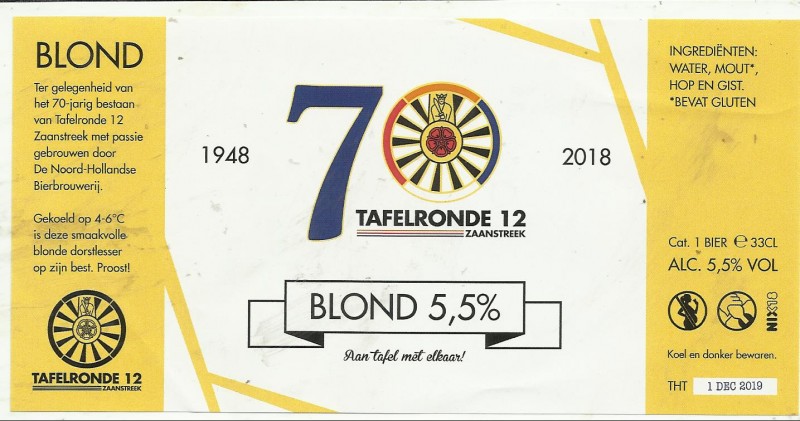 BLOND
Ter gelegenheid van
het 70-jarig bestaan
van Tafelronde 12
Zaanstreek met passie
gebrouwen door
De Noord-Hollandse
Bierbrouwerij.
Gekoeld op 4-6°C
is deze smaakvolle
blonde dorstlesser
op zijn best. Proost!
TAFELRONDE 12
ZAANSTREEK
1948
70
2018
TAFELRONDE 12
ZAANSTREEK
BLOND 5,5%
Aan tafel mét elkaar!
INGREDIËNTEN:
WATER, MOUT*,
HOP EN GIST.
*BEVAT GLUTEN
Cat. 1 BIER ℮ 33CL
ALC. 5,5% VOL
NIX18
Koel en donker bewaren.
THT 1 DEC 2019